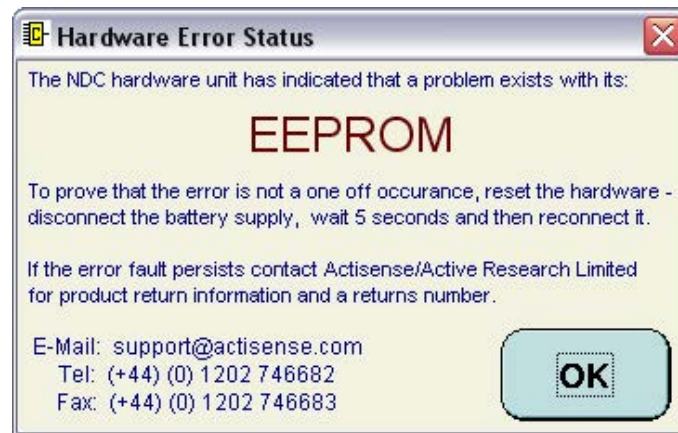 Hardware Error Status
The NDC hardware unit has indicated that a problem exists with its:
EEPROM
To prove that the error is not a one off occurance, reset the hardware -
disconnect the battery supply, wait 5 seconds and then reconnect it.
If the error fault persists contact Actisense/Active Research Limited
for product return information and a returns number.
E-Mail: support@actisense.com
Tel: (+44) (0) 1202 746682
Fax: (+44) (0) 1202 746683
OK